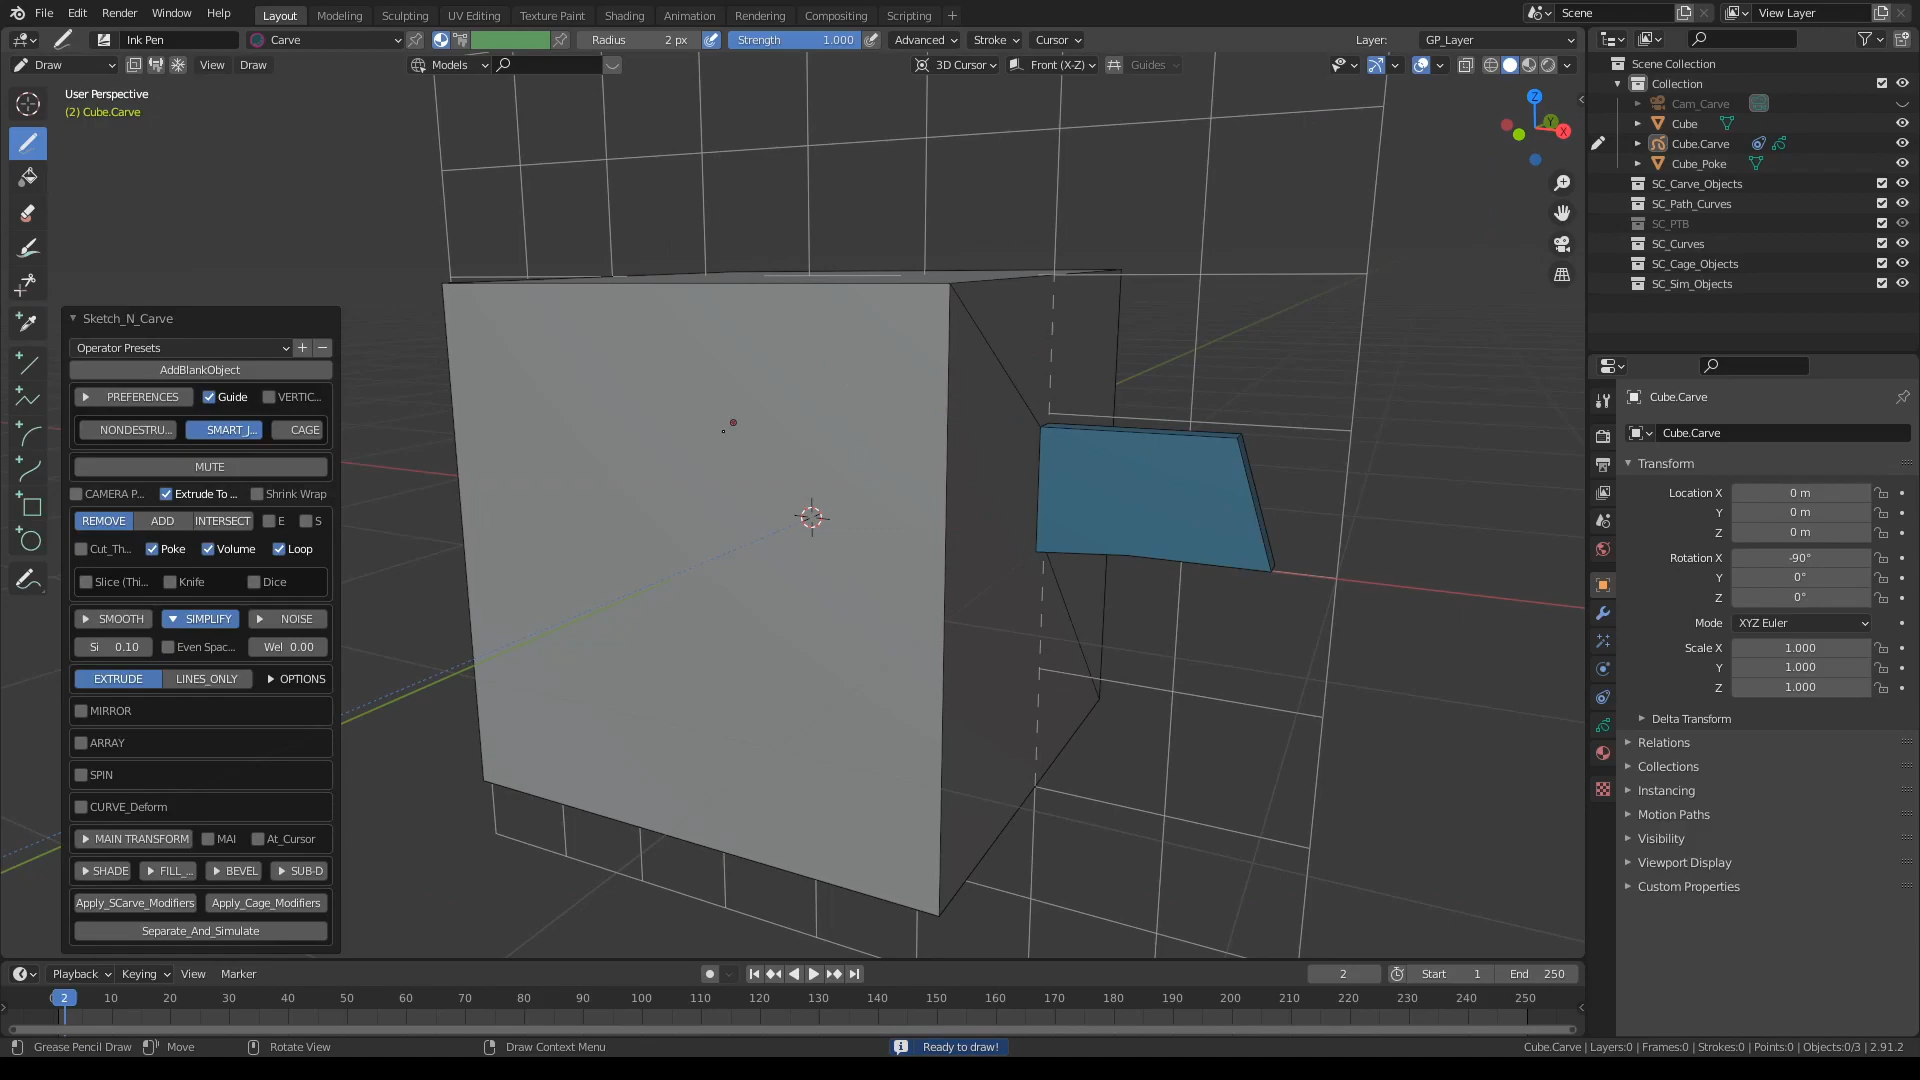 File Edit Render Window Help Layout Modeling Sculpting UV Editing Texture Paint Shading Animation Rendering Compositing Scripting + Scene View Layer
Ink Pen Carve Radius 2 px Strength 1.000 Advanced Stroke Cursor Layer: GP_Layer
Draw View Draw Models 3D Cursor Front (X-Z) Guides
User Perspective
(2) Cube.Carve
Z
Y
X
Scene Collection
Collection
Cam_Carve
Cube
Cube.Carve
Cube_Poke
SC_Carve_Objects
SC_Path_Curves
SC_PTB
SC_Curves
SC_Cage_Objects
SC_Sim_Objects
Sketch_N_Carve
Operator Presets + −
AddBlankObject
PREFERENCES Guide VERTIC...
NONDESTRU... SMART_J... CAGE
MUTE
CAMERA P... Extrude To ... Shrink Wrap
REMOVE ADD INTERSECT E S
Cut_Th... Poke Volume Loop
Slice (Thi... Knife Dice
SMOOTH SIMPLIFY NOISE
Si 0.10 Even Spac... Wel 0.00
EXTRUDE LINES_ONLY OPTIONS
MIRROR
ARRAY
SPIN
CURVE_Deform
MAIN TRANSFORM MAI At_Cursor
SHADE FILL_... BEVEL SUB-D
Apply_SCarve_Modifiers Apply_Cage_Modifiers
Separate_And_Simulate
Cube.Carve
Cube.Carve
Transform
Location X 0 m
Y 0 m
Z 0 m
Rotation X -90°
Y 0°
Z 0°
Mode XYZ Euler
Scale X 1.000
Y 1.000
Z 1.000
Delta Transform
Relations
Collections
Instancing
Motion Paths
Visibility
Viewport Display
Custom Properties
Playback Keying View Marker 2 Start 1 End 250
2 10 20 30 40 50 60 70 80 90 100 110 120 130 140 150 160 170 180 190 200 210 220 230 240 250
Grease Pencil Draw Move Rotate View Draw Context Menu Ready to draw! Cube.Carve | Layers:0 | Frames:0 | Strokes:0 | Points:0 | Objects:0/3 | 2.91.2